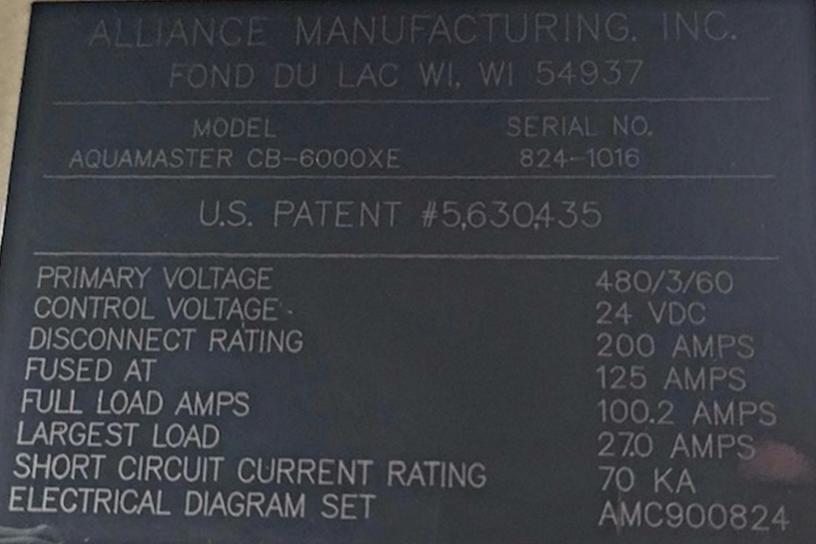 ALLIANCE MANUFACTURING, INC.
FOND DU LAC WI, WI 54937
MODEL SERIAL NO.
AQUAMASTER CB-6000XE 824-1016
U.S. PATENT #5,630,435
PRIMARY VOLTAGE 480/3/60
CONTROL VOLTAGE 24 VDC
DISCONNECT RATING 200 AMPS
FUSED AT 125 AMPS
FULL LOAD AMPS 100.2 AMPS
LARGEST LOAD 27.0 AMPS
SHORT CIRCUIT CURRENT RATING 70 KA
ELECTRICAL DIAGRAM SET AMC900824